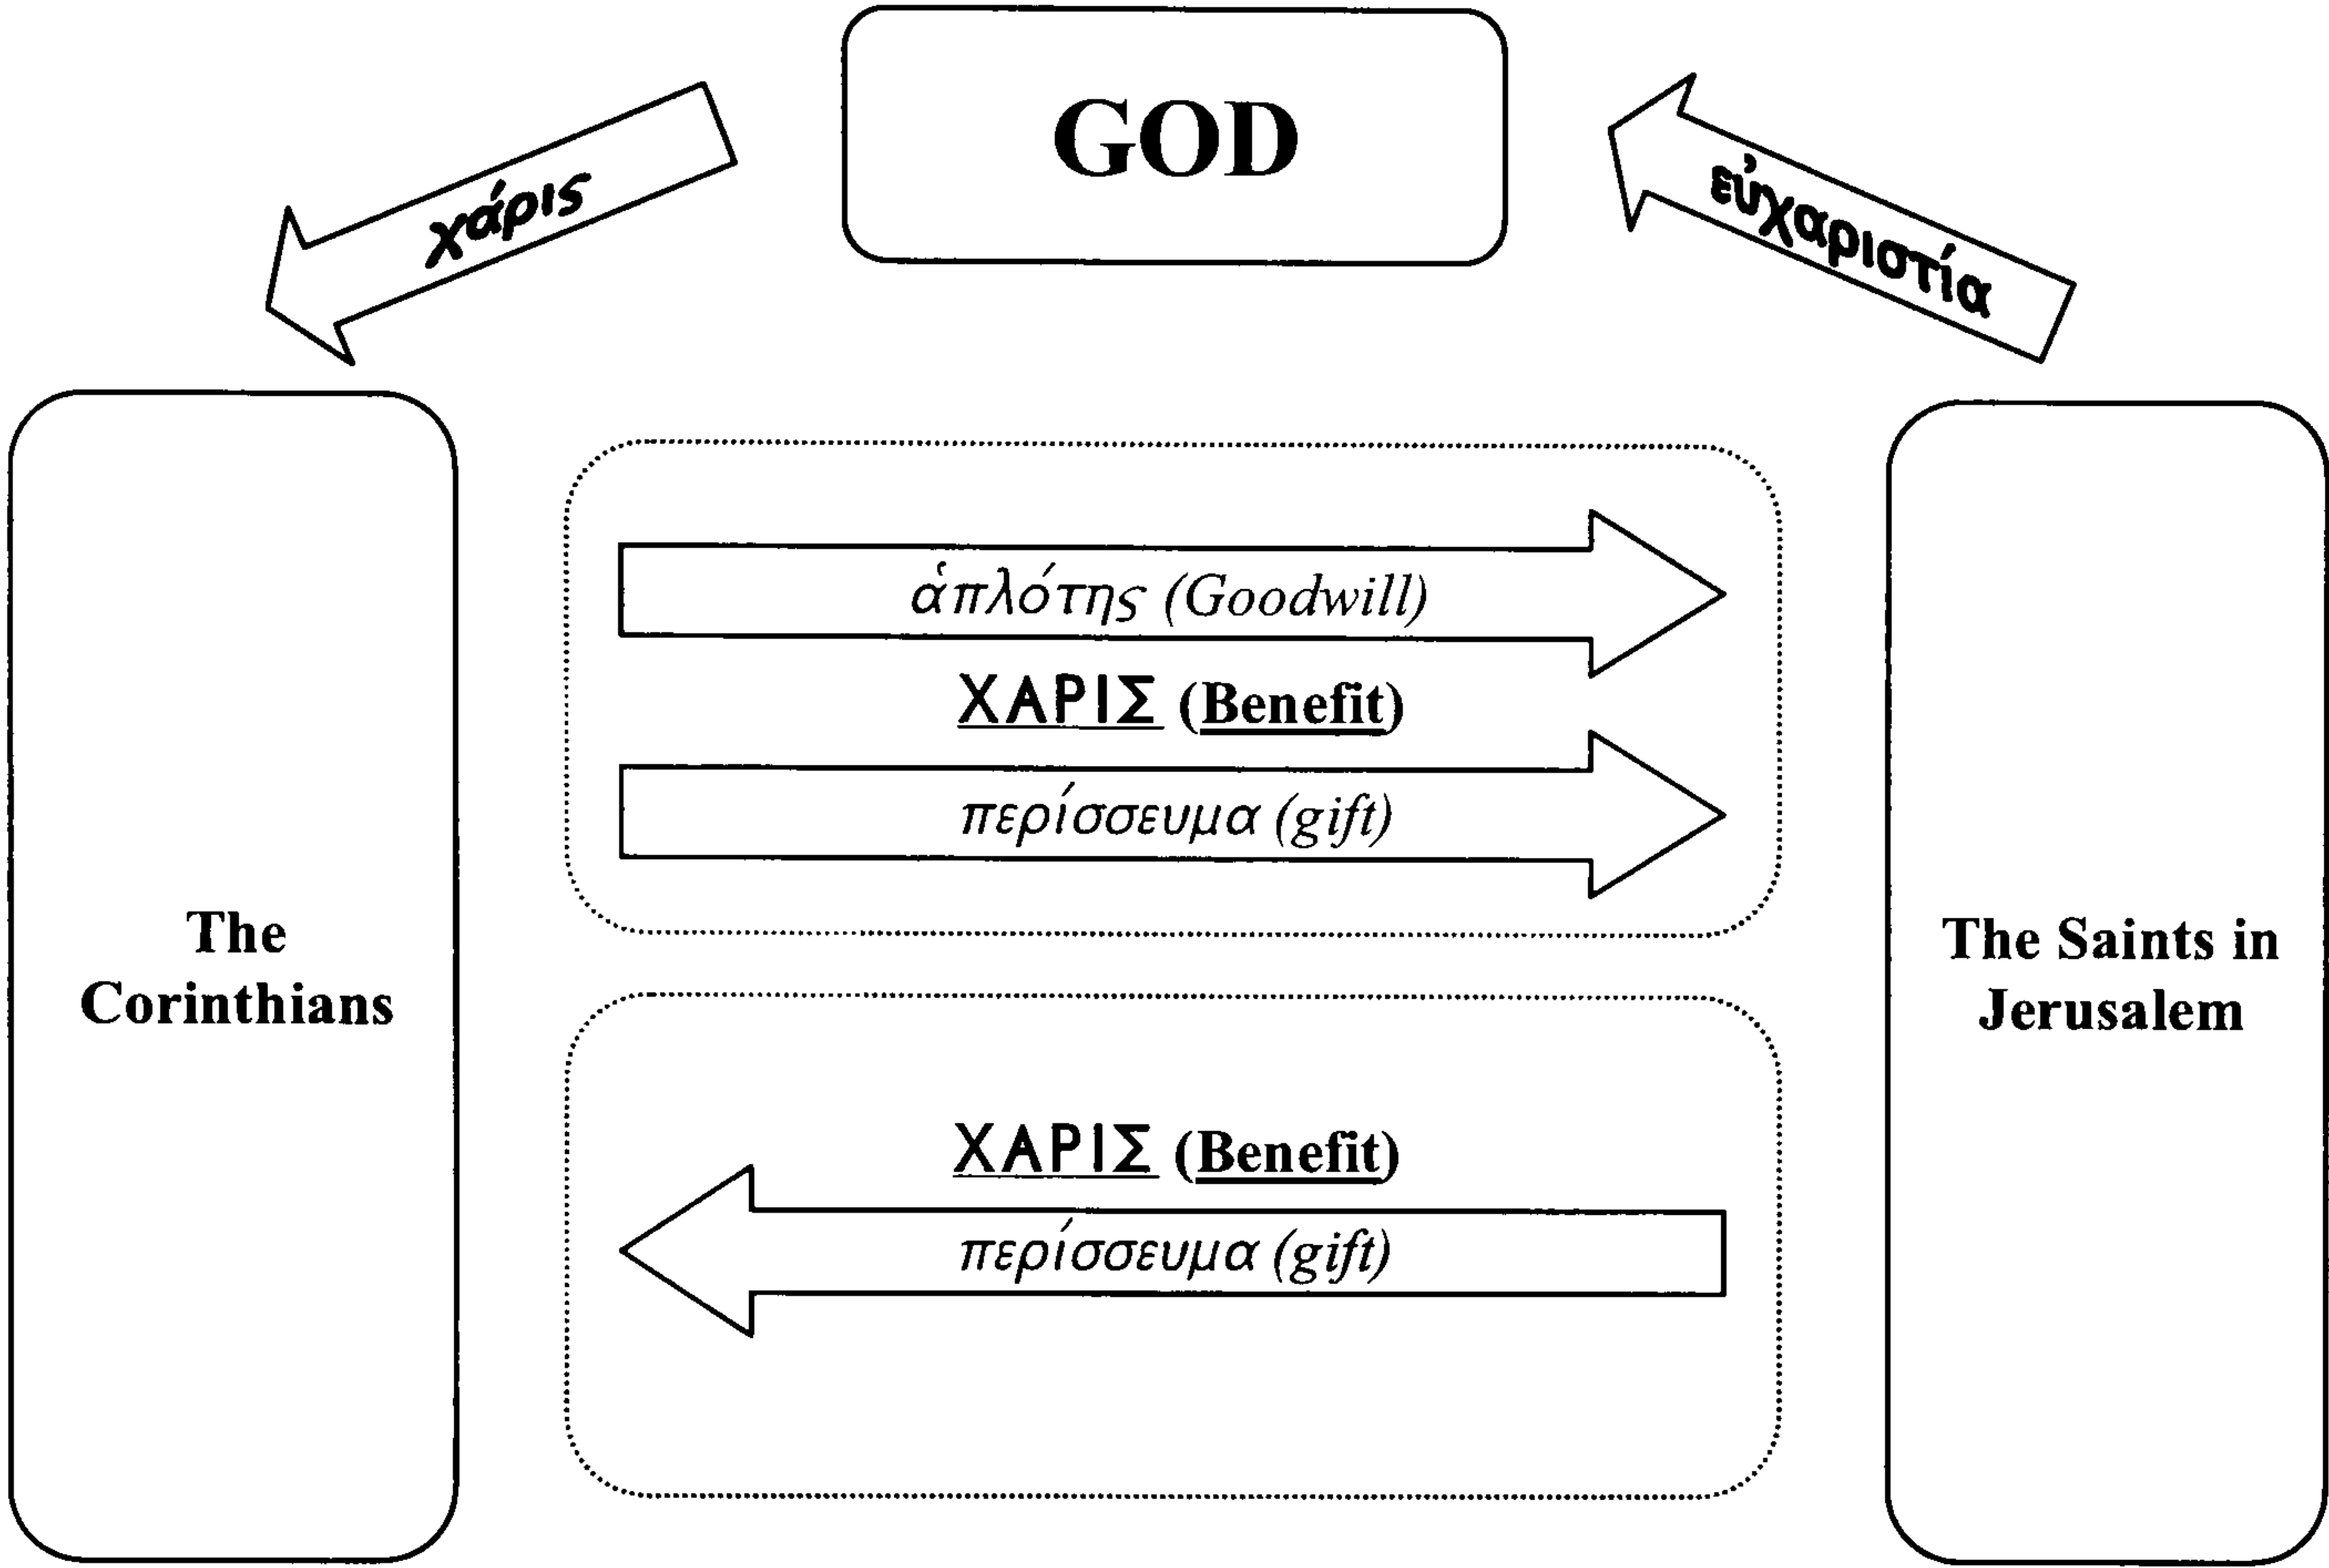 GOD
χάρις
εὐχαριστία
ἁπλότης (Goodwill)
ΧΑΡΙΣ (Benefit)
περίσσευμα (gift)
The
Corinthians
The Saints in
Jerusalem
ΧΑΡΙΣ (Benefit)
περίσσευμα (gift)